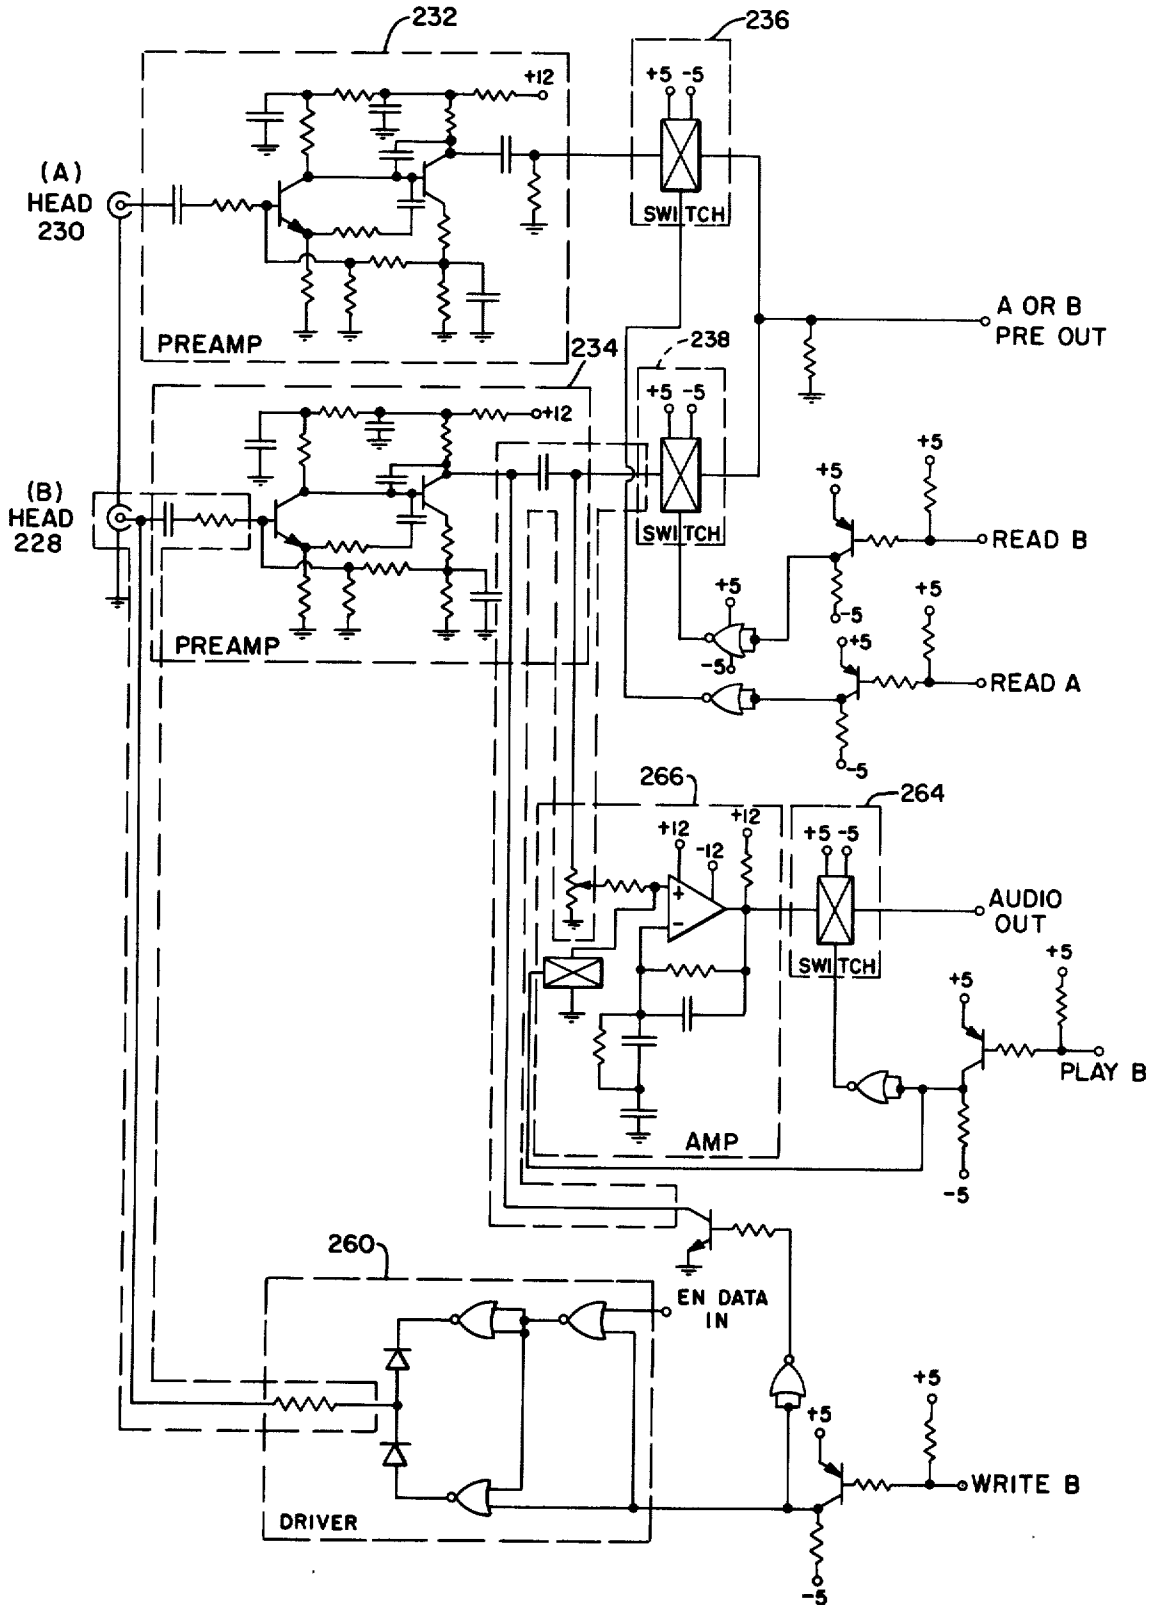 232
236
+12
+5 -5
(A)
HEAD
230
SWITCH
PREAMP
A OR B
PRE OUT
234
238
+12
+5 -5
(B)
HEAD
228
SWITCH
PREAMP
+5
+5
READ B
+5
-5
-5
+5
+5
READ A
-5
266
264
+12
-12
+12
+5 -5
+
-
AUDIO
OUT
SWITCH
AMP
+5
+5
PLAY B
-5
260
EN DATA
IN
DRIVER
+5
+5
WRITE B
-5